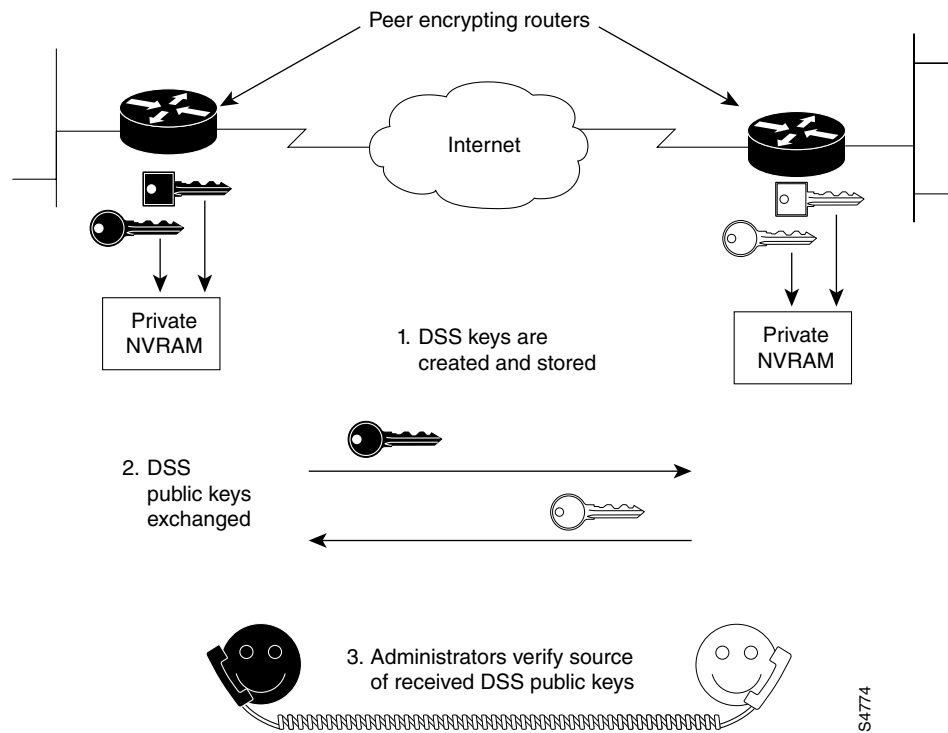 Peer encrypting routers
Internet
Private
NVRAM
1. DSS keys are
created and stored
Private
NVRAM
2. DSS
public keys
exchanged
3. Administrators verify source
of received DSS public keys
S4774